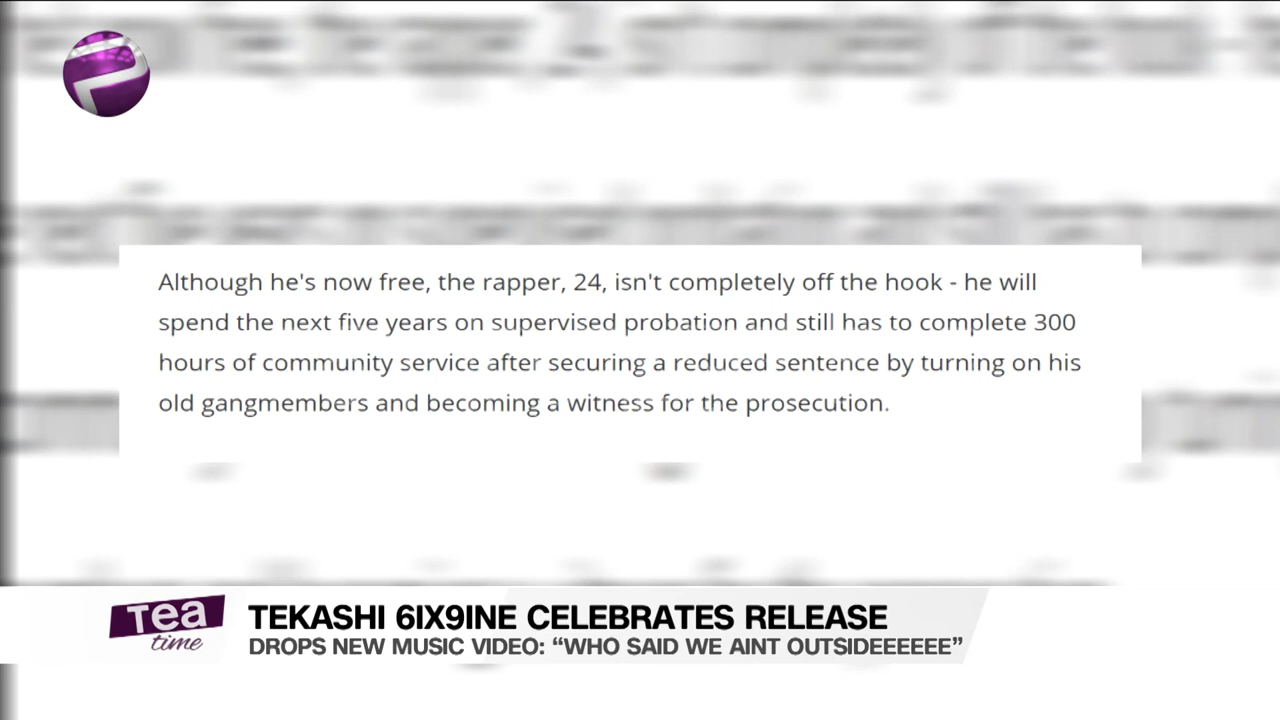 Although he's now free, the rapper, 24, isn't completely off the hook - he will
spend the next five years on supervised probation and still has to complete 300
hours of community service after securing a reduced sentence by turning on his
old gangmembers and becoming a witness for the prosecution.
Tea
time
TEKASHI 6IX9INE CELEBRATES RELEASE
DROPS NEW MUSIC VIDEO: “WHO SAID WE AINT OUTSIDEEEEEE”